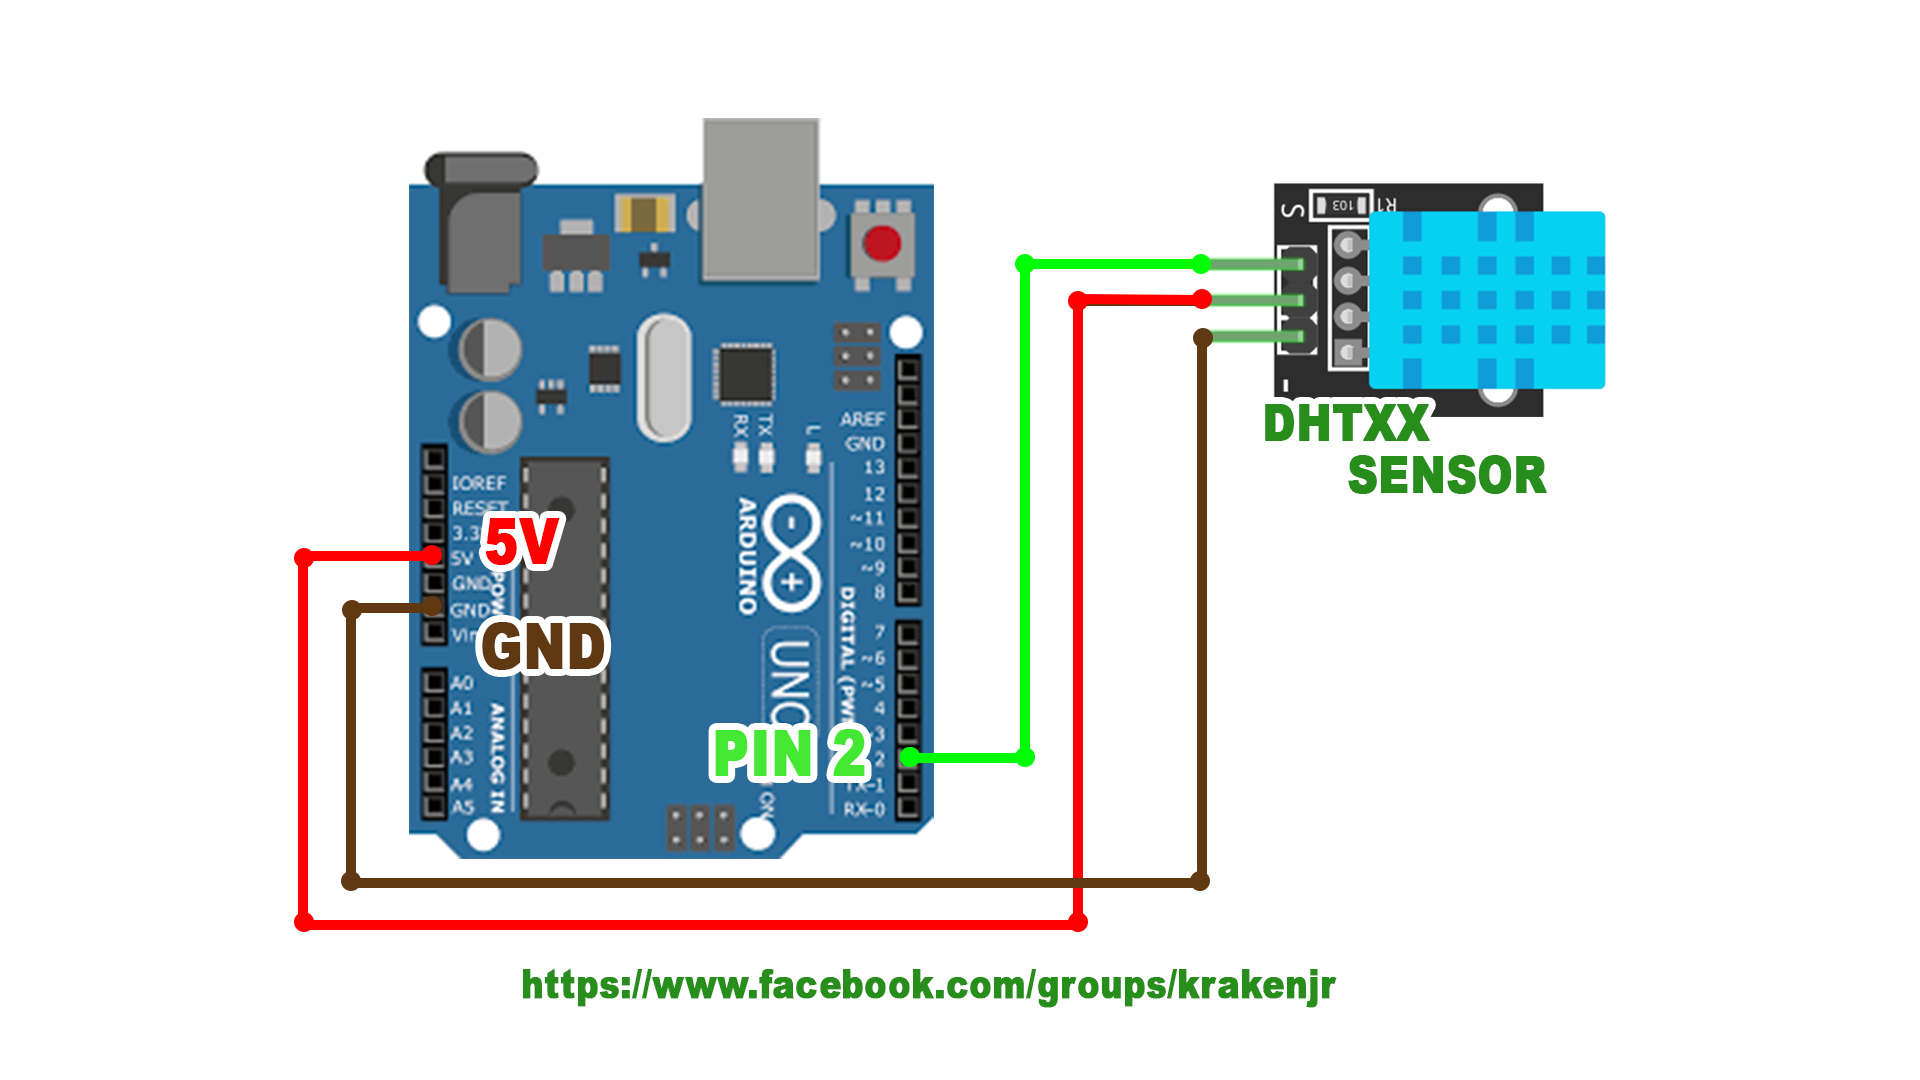 S
103
R1
-
DHTXX
SENSOR
AREF
GND
13
12
~11
~10
~9
8
7
~6
~5
4
2
TX-1
RX-0
RX
TX
L
ARDUINO
UNO
DIGITAL
IOREF
RESET
3.3
5V
GND
GND
Vin
5V
GND
A0
A1
A2
A3
A4
A5
ANALOG IN
PIN 2
ON
https://www.facebook.com/groups/krakenjr